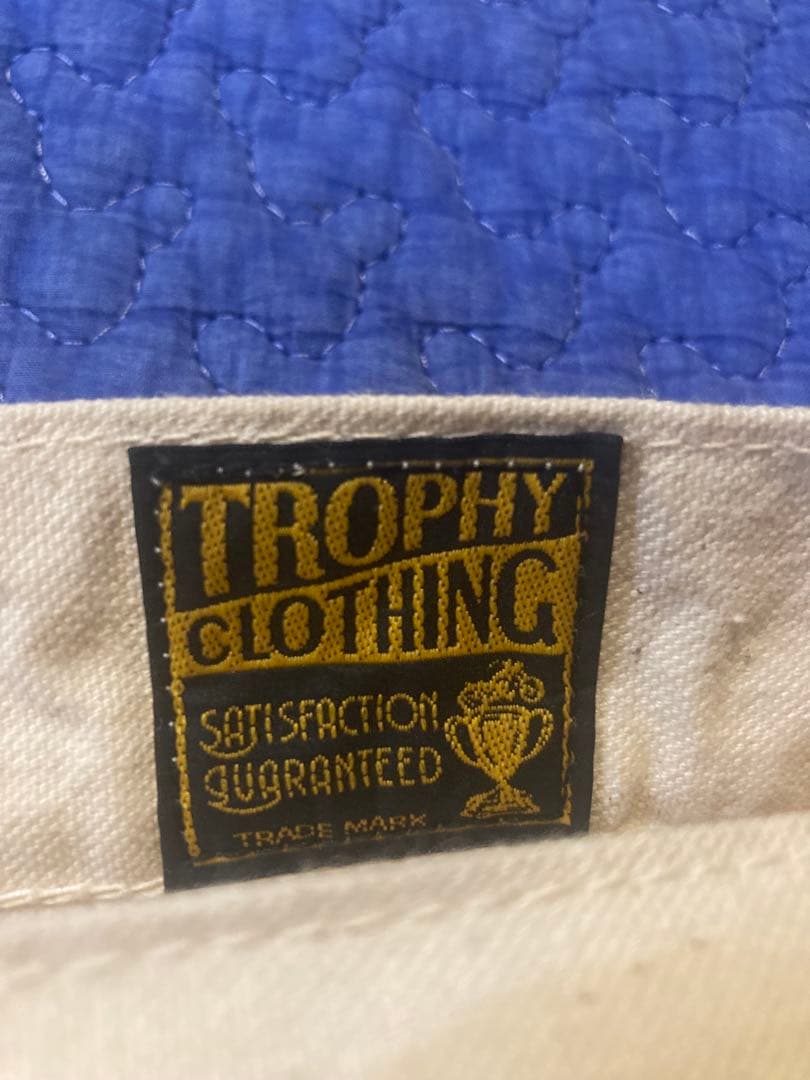 TROPHY
CLOTHING
SATISFACTION
GUARANTEED
TRADE MARK